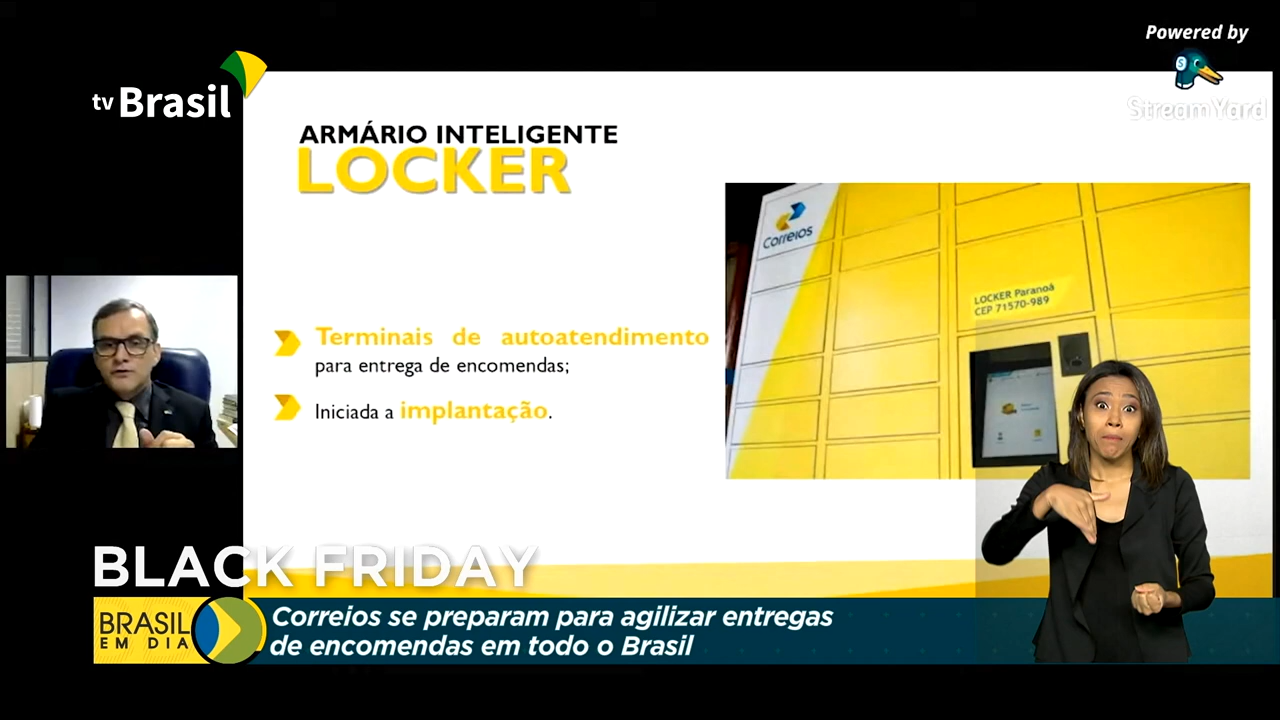 Powered by
StreamYard
tv Brasil
ARMÁRIO INTELIGENTE
LOCKER
Correios
LOCKER Paranoá
CEP 71570-989
Terminais de autoatendimento
para entrega de encomendas;
Iniciada a implantação.
BLACK FRIDAY
BRASIL
EM DIA
Correios se preparam para agilizar entregas
de encomendas em todo o Brasil